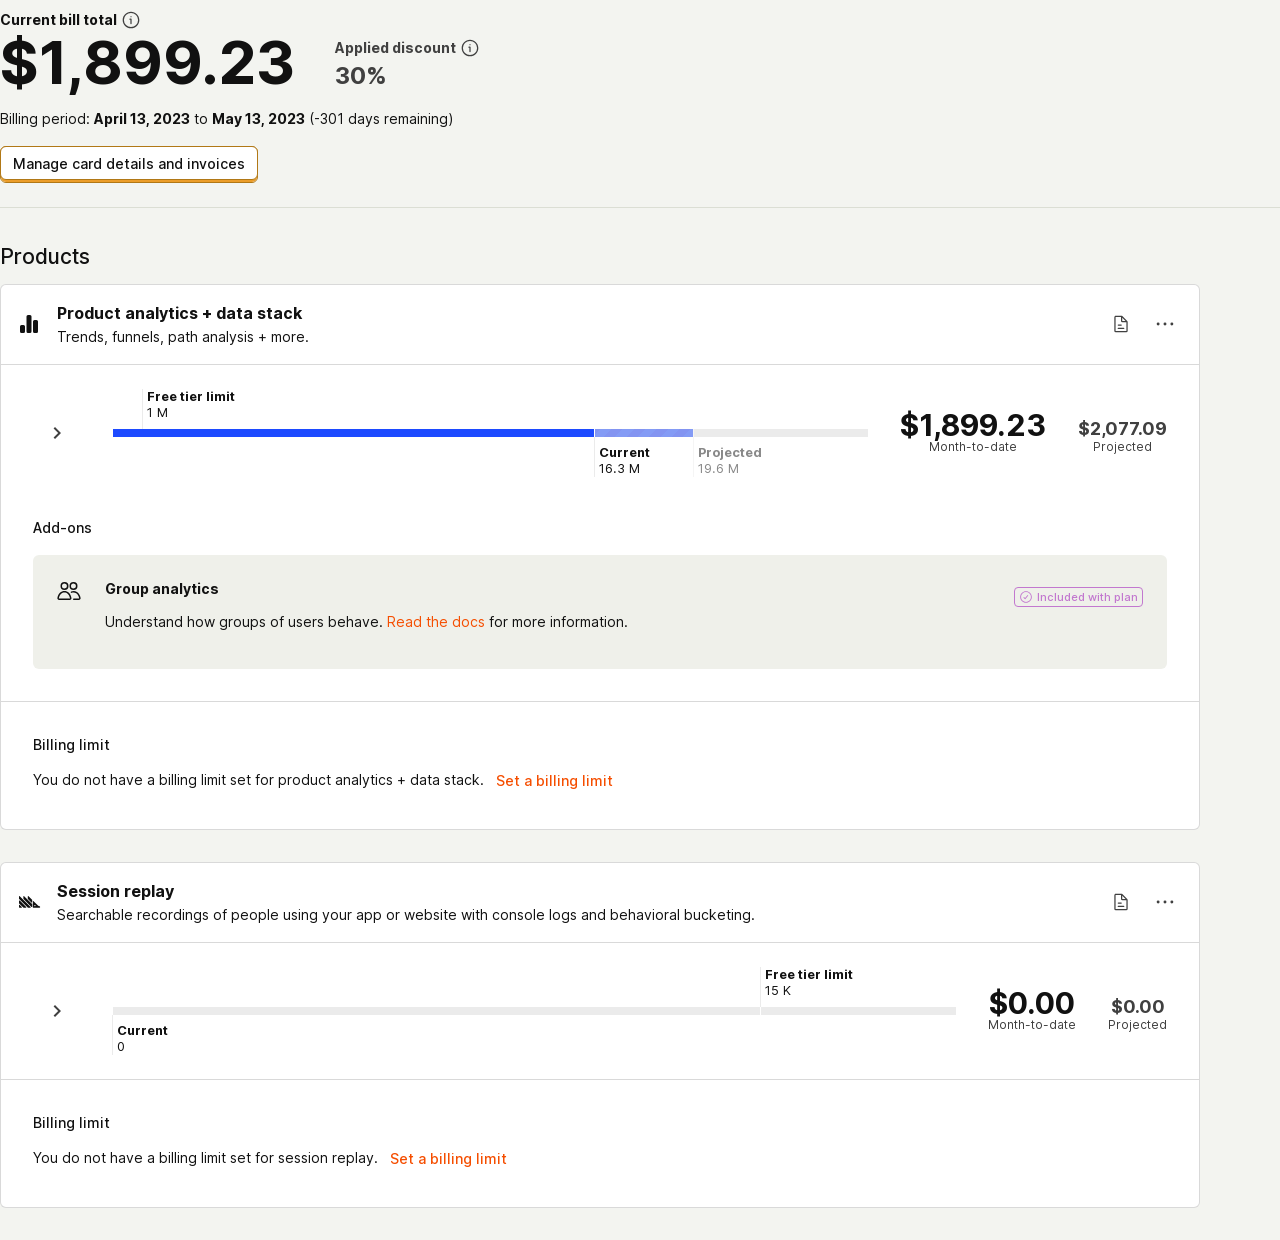 Current bill total
$1,899.23
Applied discount
30%
Billing period: April 13, 2023 to May 13, 2023 (-301 days remaining)
Manage card details and invoices
Products
Product analytics + data stack
Trends, funnels, path analysis + more.
Free tier limit
1 M
Current
16.3 M
Projected
19.6 M
$1,899.23
Month-to-date
$2,077.09
Projected
Add-ons
Group analytics
Included with plan
Understand how groups of users behave. Read the docs for more information.
Billing limit
You do not have a billing limit set for product analytics + data stack. Set a billing limit
Session replay
Searchable recordings of people using your app or website with console logs and behavioral bucketing.
Free tier limit
15 K
Current
0
$0.00
Month-to-date
$0.00
Projected
Billing limit
You do not have a billing limit set for session replay. Set a billing limit